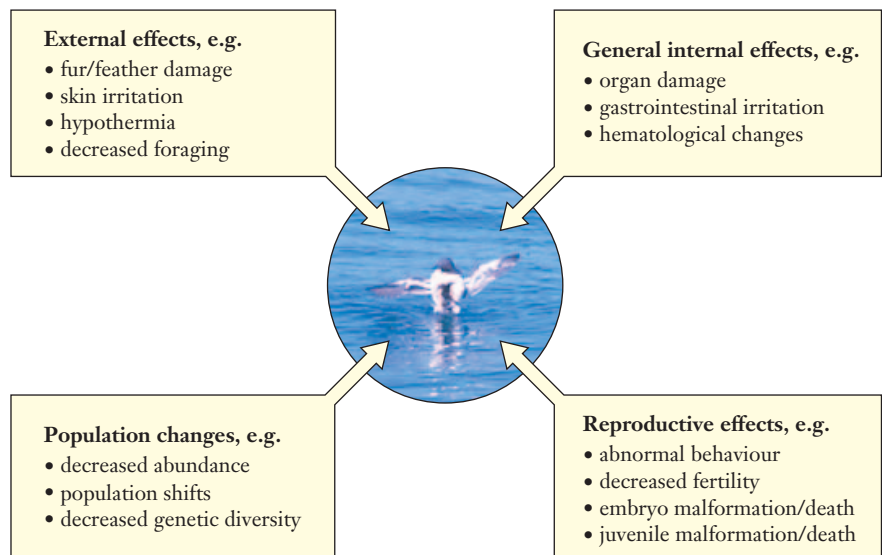 External effects, e.g.
• fur/feather damage
• skin irritation
• hypothermia
• decreased foraging
General internal effects, e.g.
• organ damage
• gastrointestinal irritation
• hematological changes
Population changes, e.g.
• decreased abundance
• population shifts
• decreased genetic diversity
Reproductive effects, e.g.
• abnormal behaviour
• decreased fertility
• embryo malformation/death
• juvenile malformation/death